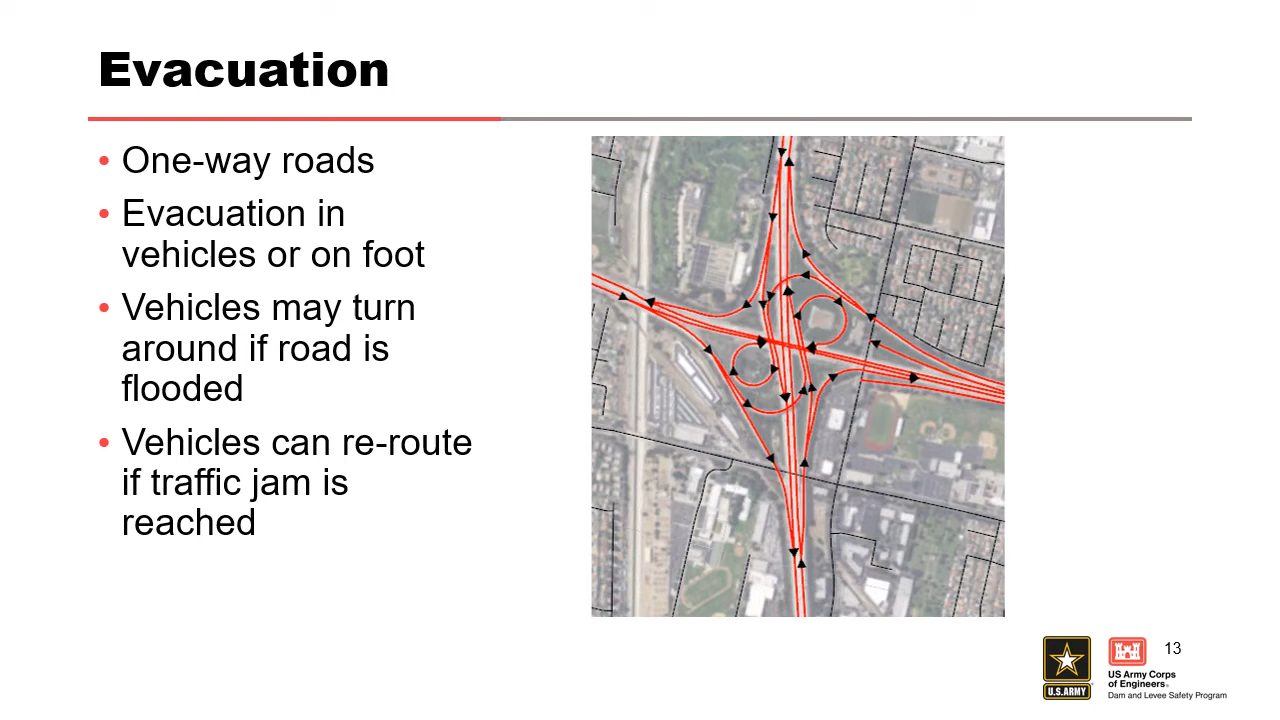 Evacuation
• One-way roads
• Evacuation in
vehicles or on foot
• Vehicles may turn
around if road is
flooded
• Vehicles can re-route
if traffic jam is
reached
13
U.S.ARMY
US Army Corps
of Engineers®
Dam and Levee Safety Program